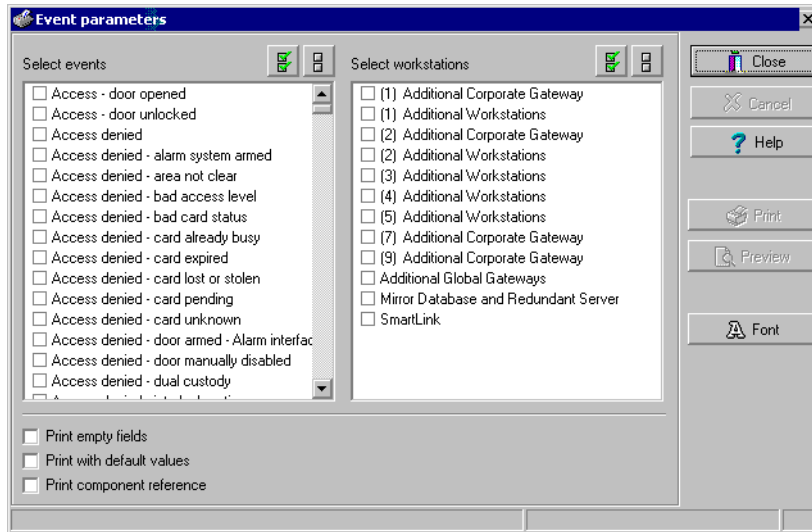 Event parameters
Select events
Select workstations
Access - door opened
Access - door unlocked
Access denied
Access denied - alarm system armed
Access denied - area not clear
Access denied - bad access level
Access denied - bad card status
Access denied - card already busy
Access denied - card expired
Access denied - card lost or stolen
Access denied - card pending
Access denied - card unknown
Access denied - door armed - Alarm interfac
Access denied - door manually disabled
Access denied - dual custody
(1) Additional Corporate Gateway
(1) Additional Workstations
(2) Additional Corporate Gateway
(2) Additional Workstations
(3) Additional Workstations
(4) Additional Workstations
(5) Additional Workstations
(7) Additional Corporate Gateway
(9) Additional Corporate Gateway
Additional Global Gateways
Mirror Database and Redundant Server
SmartLink
Print empty fields
Print with default values
Print component reference
Close
Cancel
Help
Print
Preview
Font